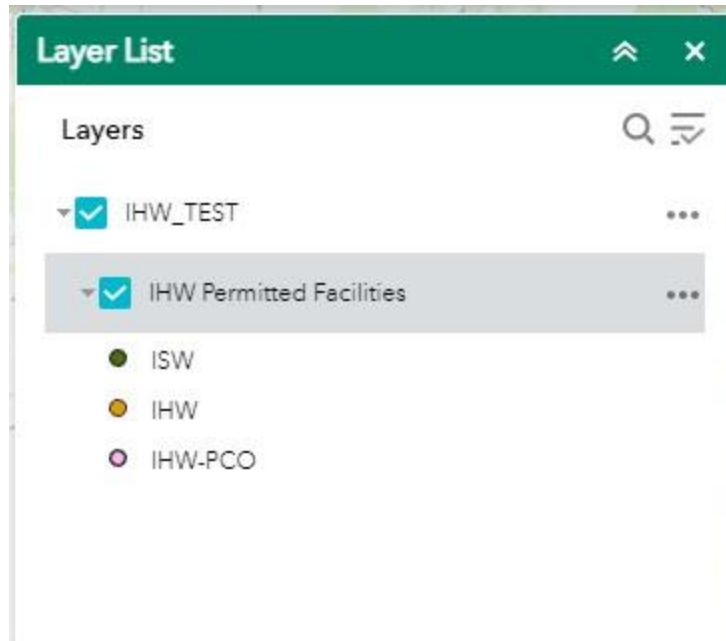 Layer List
Layers
IHW_TEST
IHW Permitted Facilities
ISW
IHW
IHW-PCO